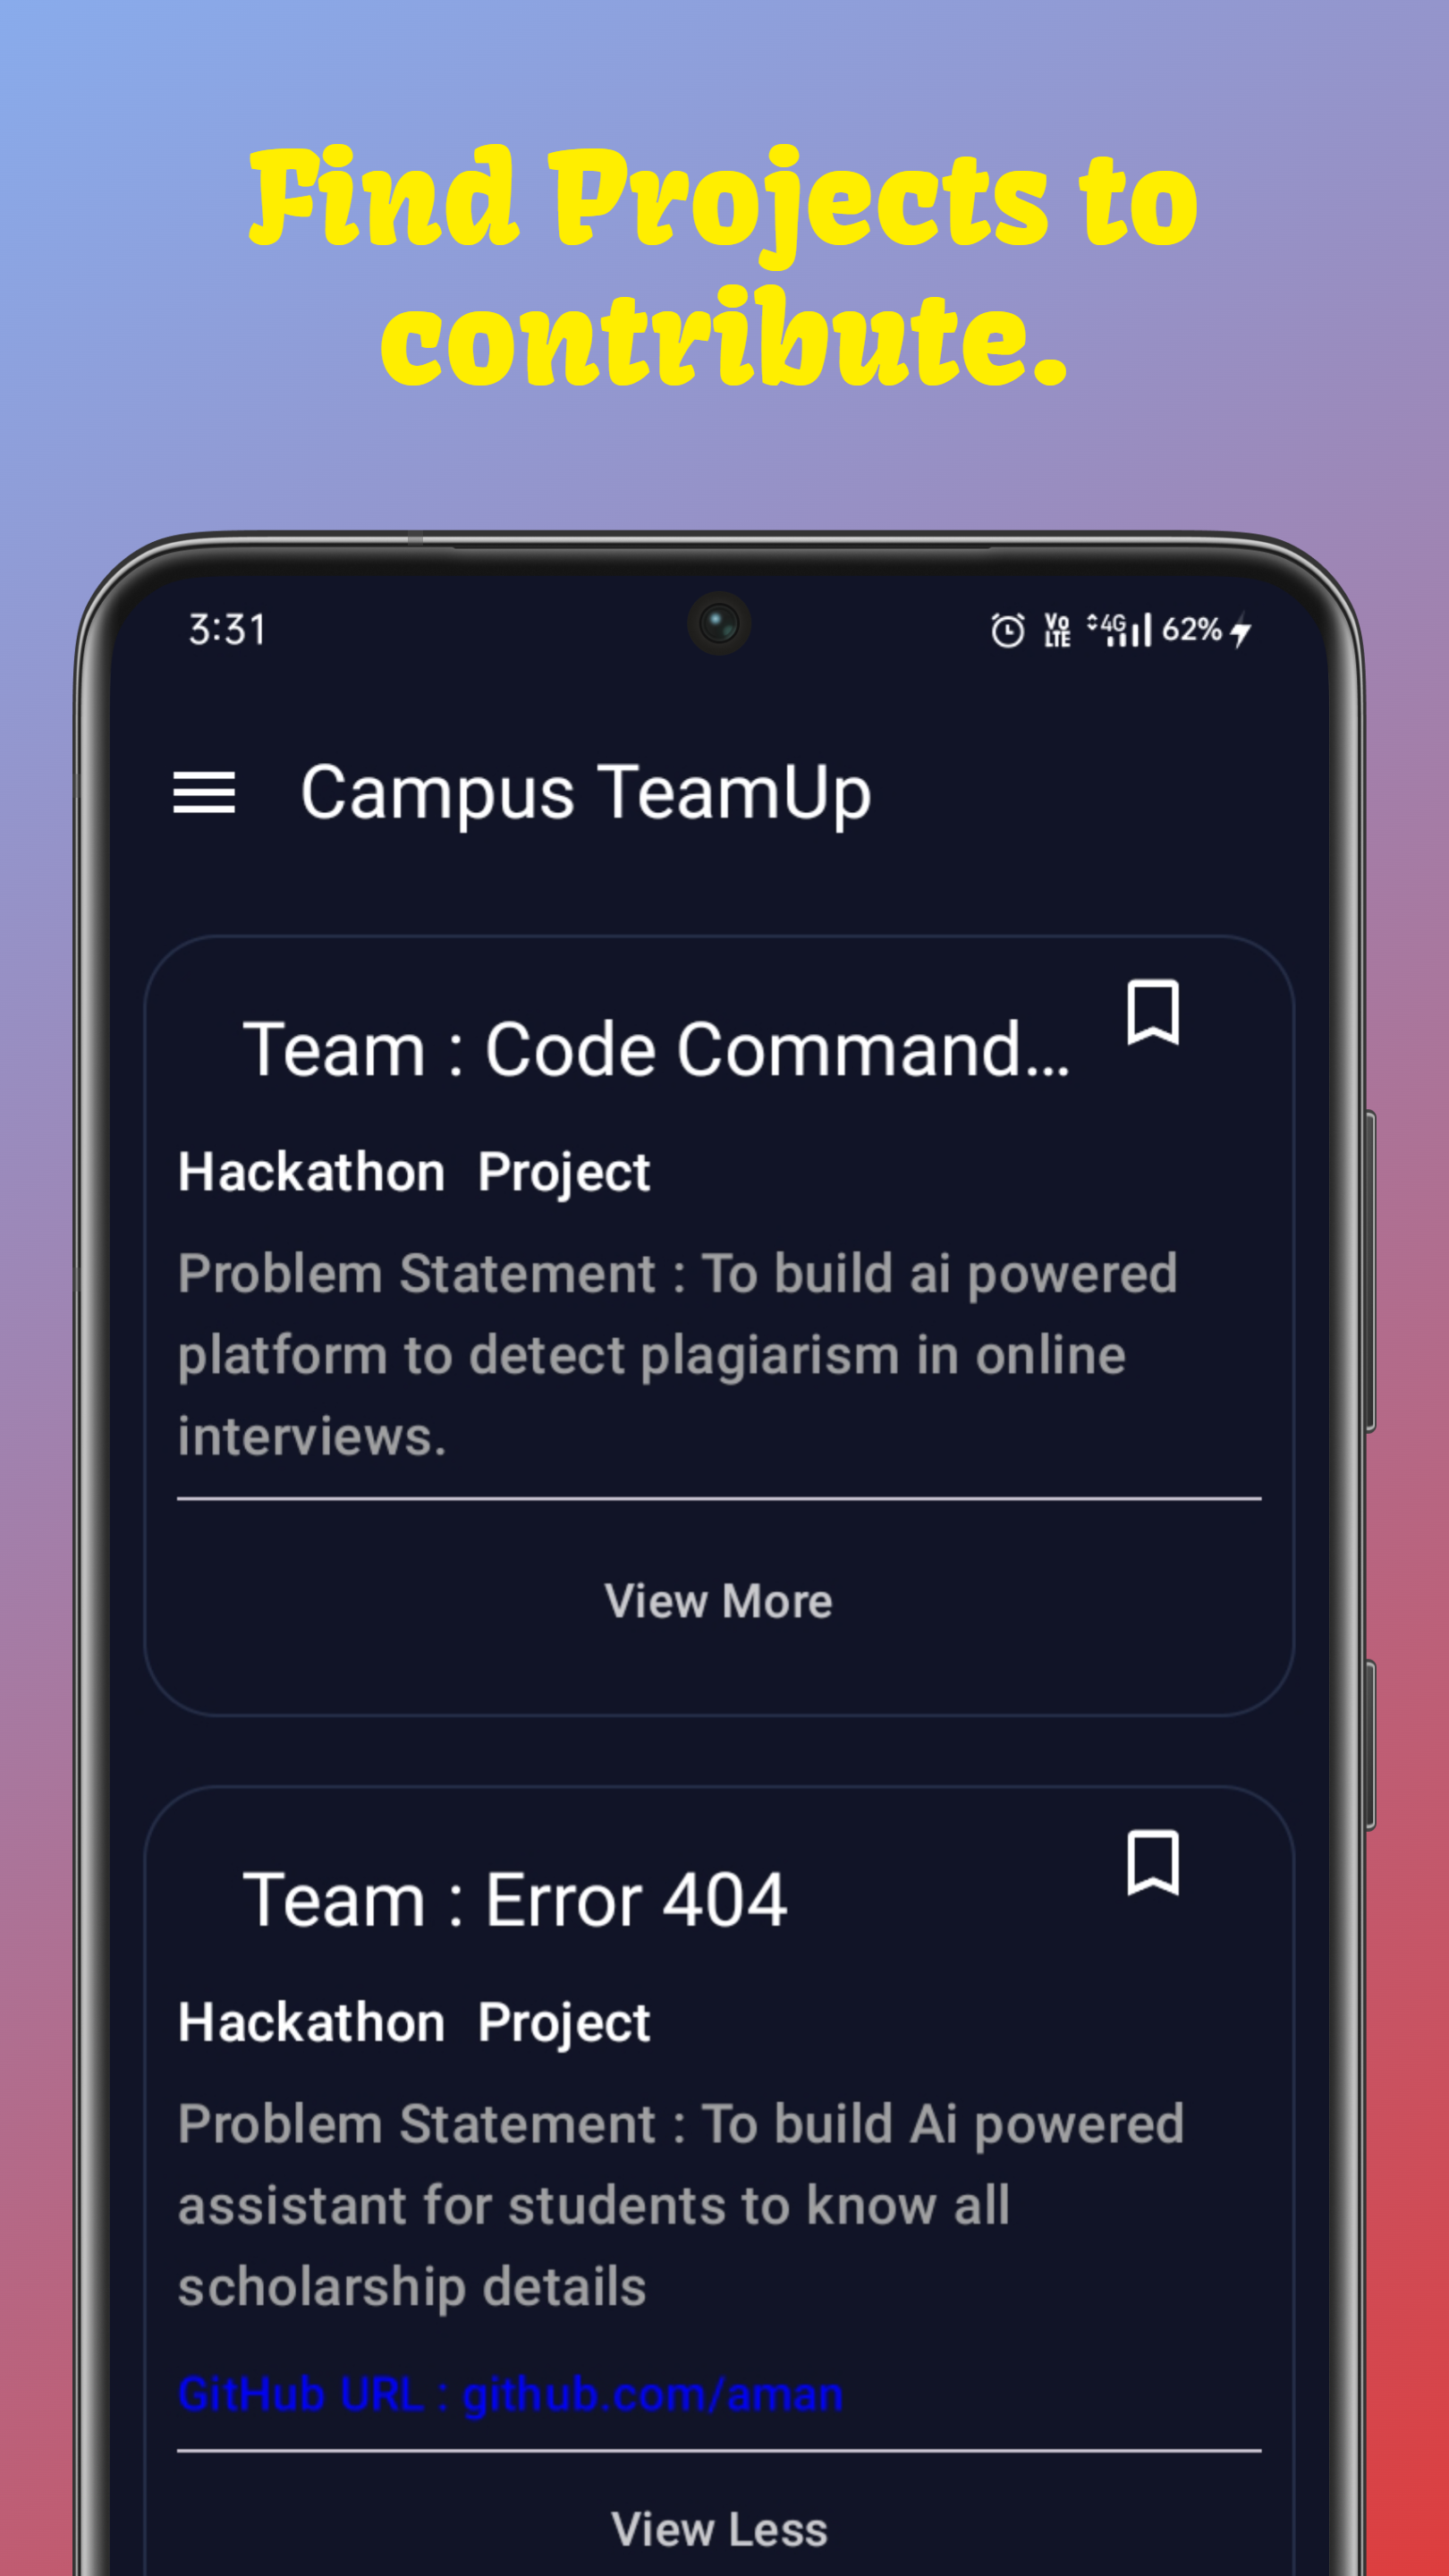 Find Projects to
contribute.
3:31
Vo
LTE
4G
62%
Campus TeamUp
Team : Code Command...
Hackathon Project
Problem Statement : To build ai powered
platform to detect plagiarism in online
interviews.
View More
Team : Error 404
Hackathon Project
Problem Statement : To build Ai powered
assistant for students to know all
scholarship details
GitHub URL : github.com/aman
View Less